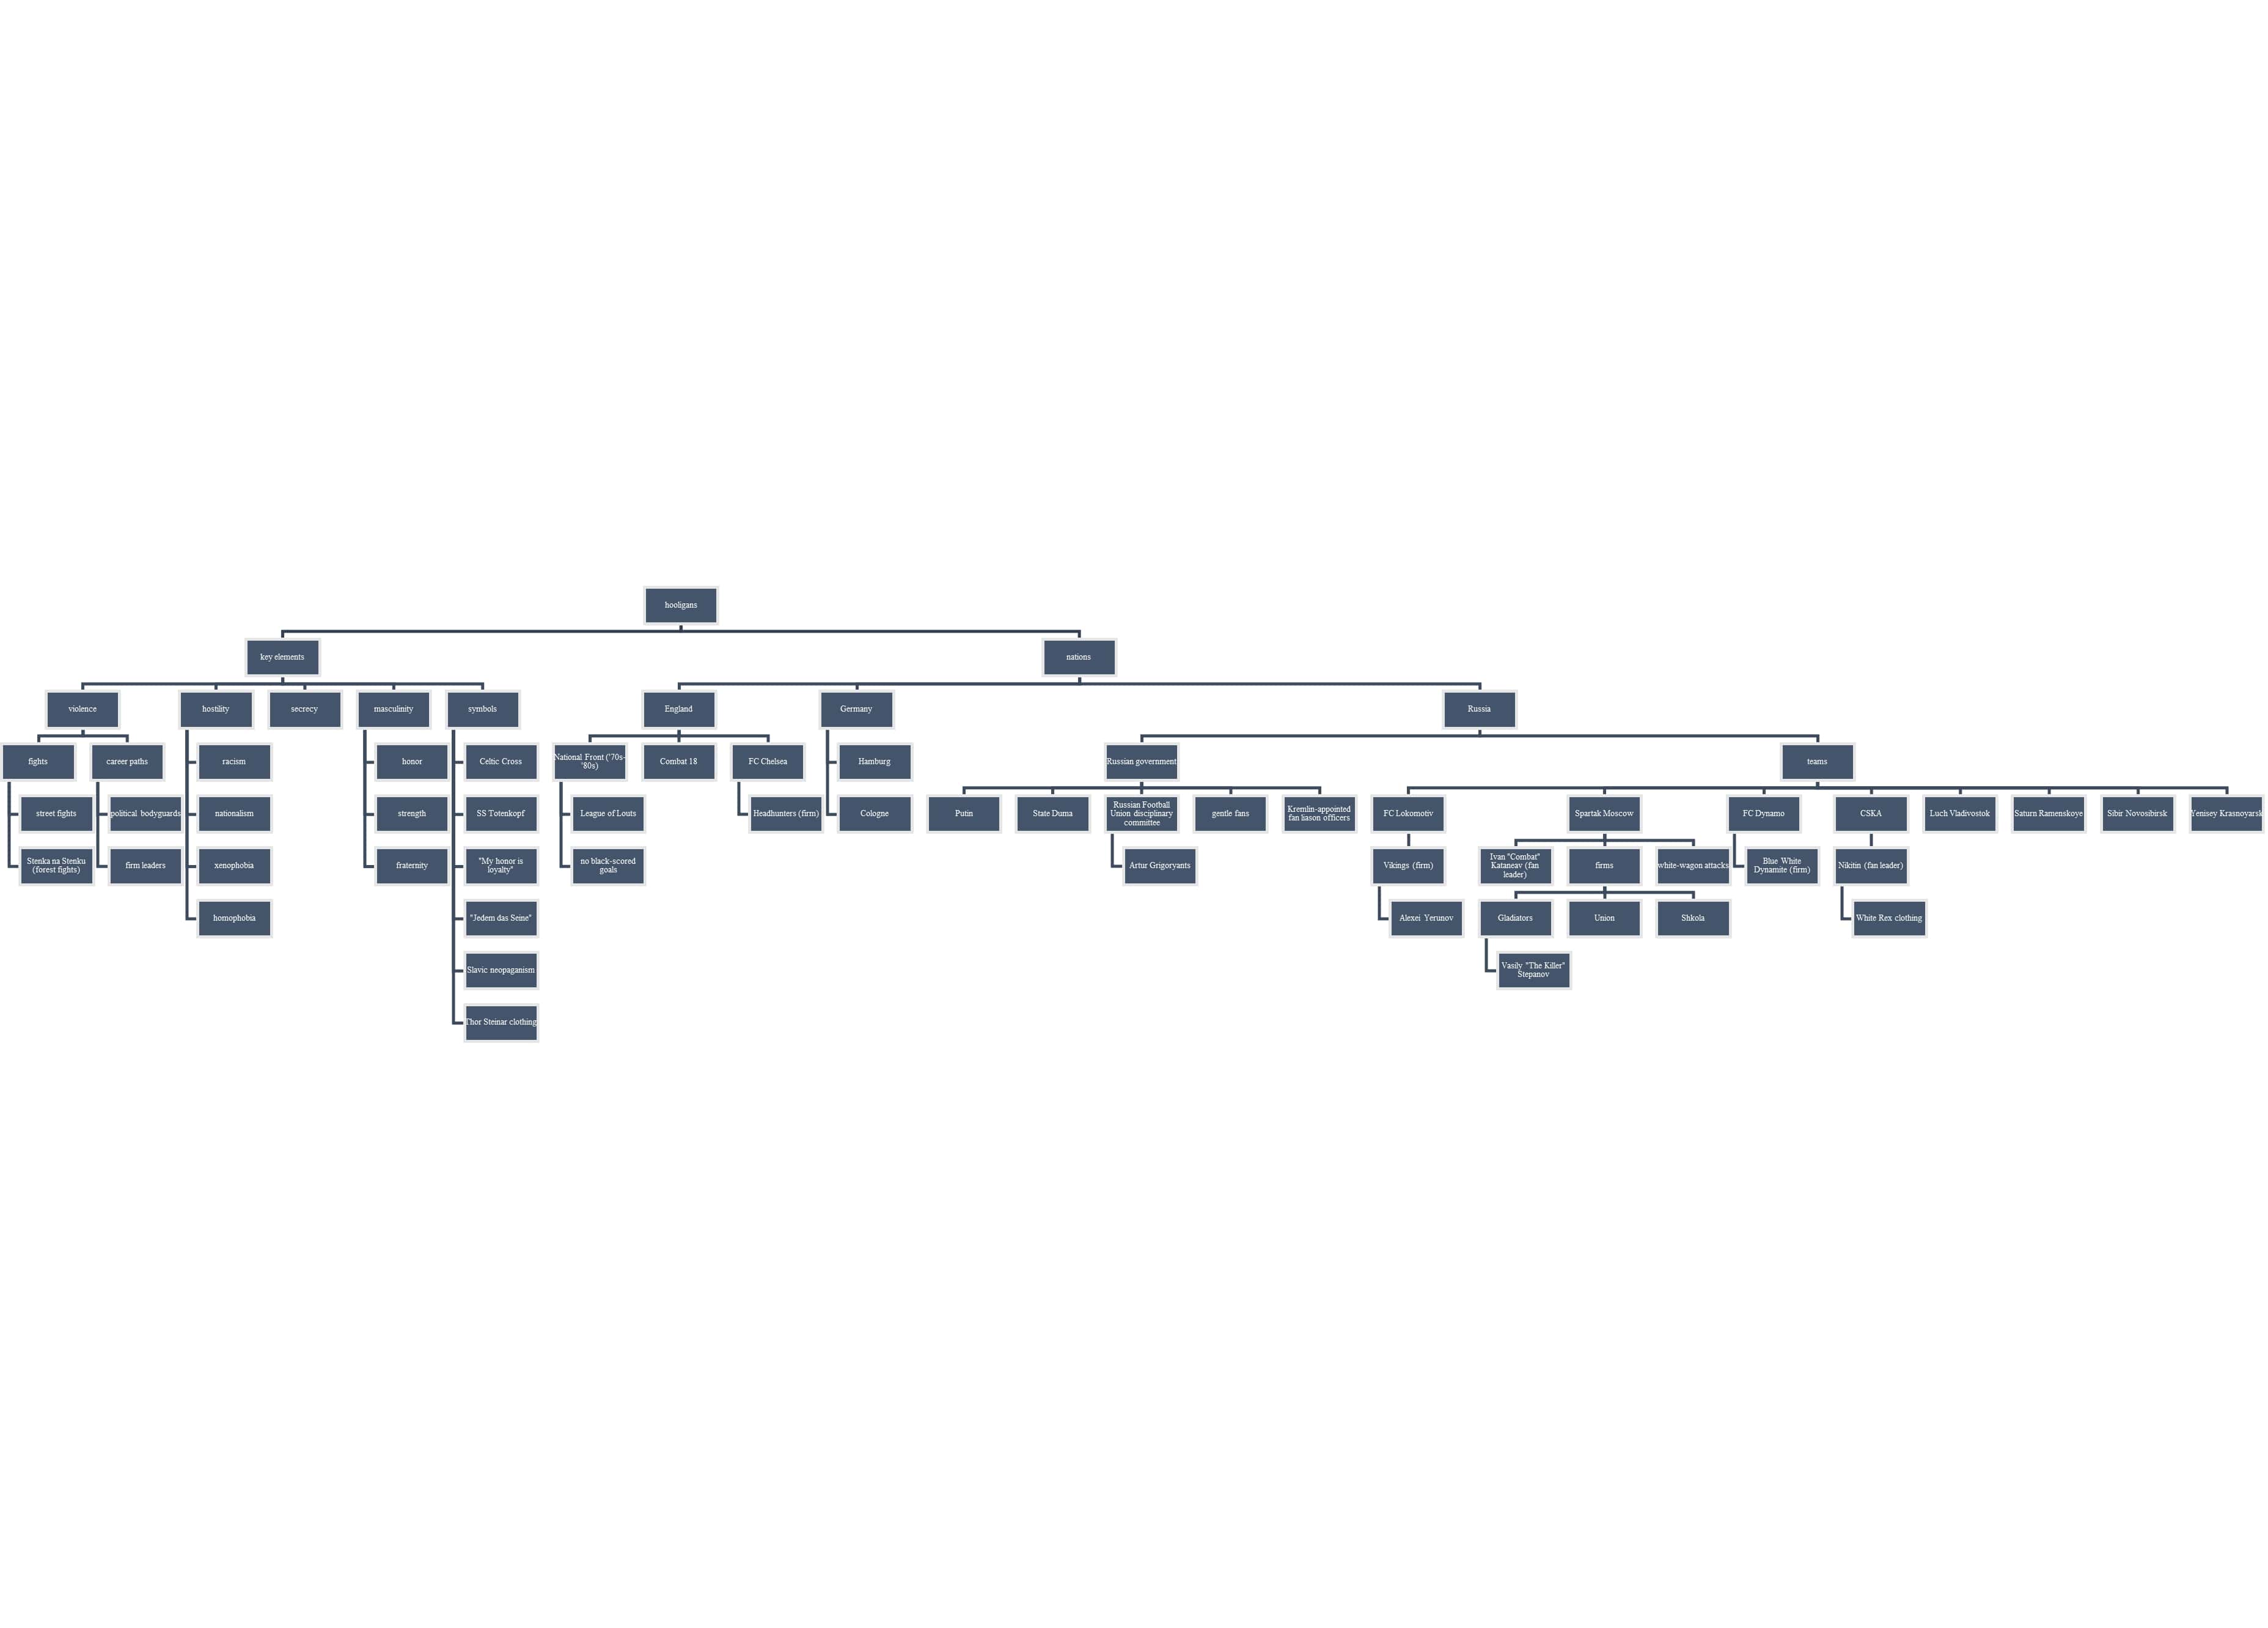 hooligans
key elements
nations
violence
hostility
secrecy
masculinity
symbols
England
Germany
Russia
fights
career paths
racism
honor
Celtic Cross
National Front ('70s-
'80s)
Combat 18
FC Chelsea
Hamburg
Russian government
teams
street fights
political bodyguards
nationalism
strength
SS Totenkopf
League of Louts
Headhunters (firm)
Cologne
Putin
State Duma
Russian Football
Union disciplinary
committee
gentle fans
Kremlin-appointed
fan liason officers
FC Lokomotiv
Spartak Moscow
FC Dynamo
CSKA
Luch Vladivostok
Saturn Ramenskoye
Sibir Novosibirsk
Yenisey Krasnoyarsk
Stenka na Stenku
(forest fights)
firm leaders
xenophobia
fraternity
"My honor is
loyalty"
no black-scored
goals
Artur Grigoryants
Vikings (firm)
Ivan "Combat"
Kataneav (fan
leader)
firms
white-wagon attacks
Blue White
Dynamite (firm)
Nikitin (fan leader)
homophobia
"Jedem das Seine"
Alexei Yerunov
Gladiators
Union
Shkola
White Rex clothing
Slavic neopaganism
Vasily "The Killer"
Stepanov
Thor Steinar clothing